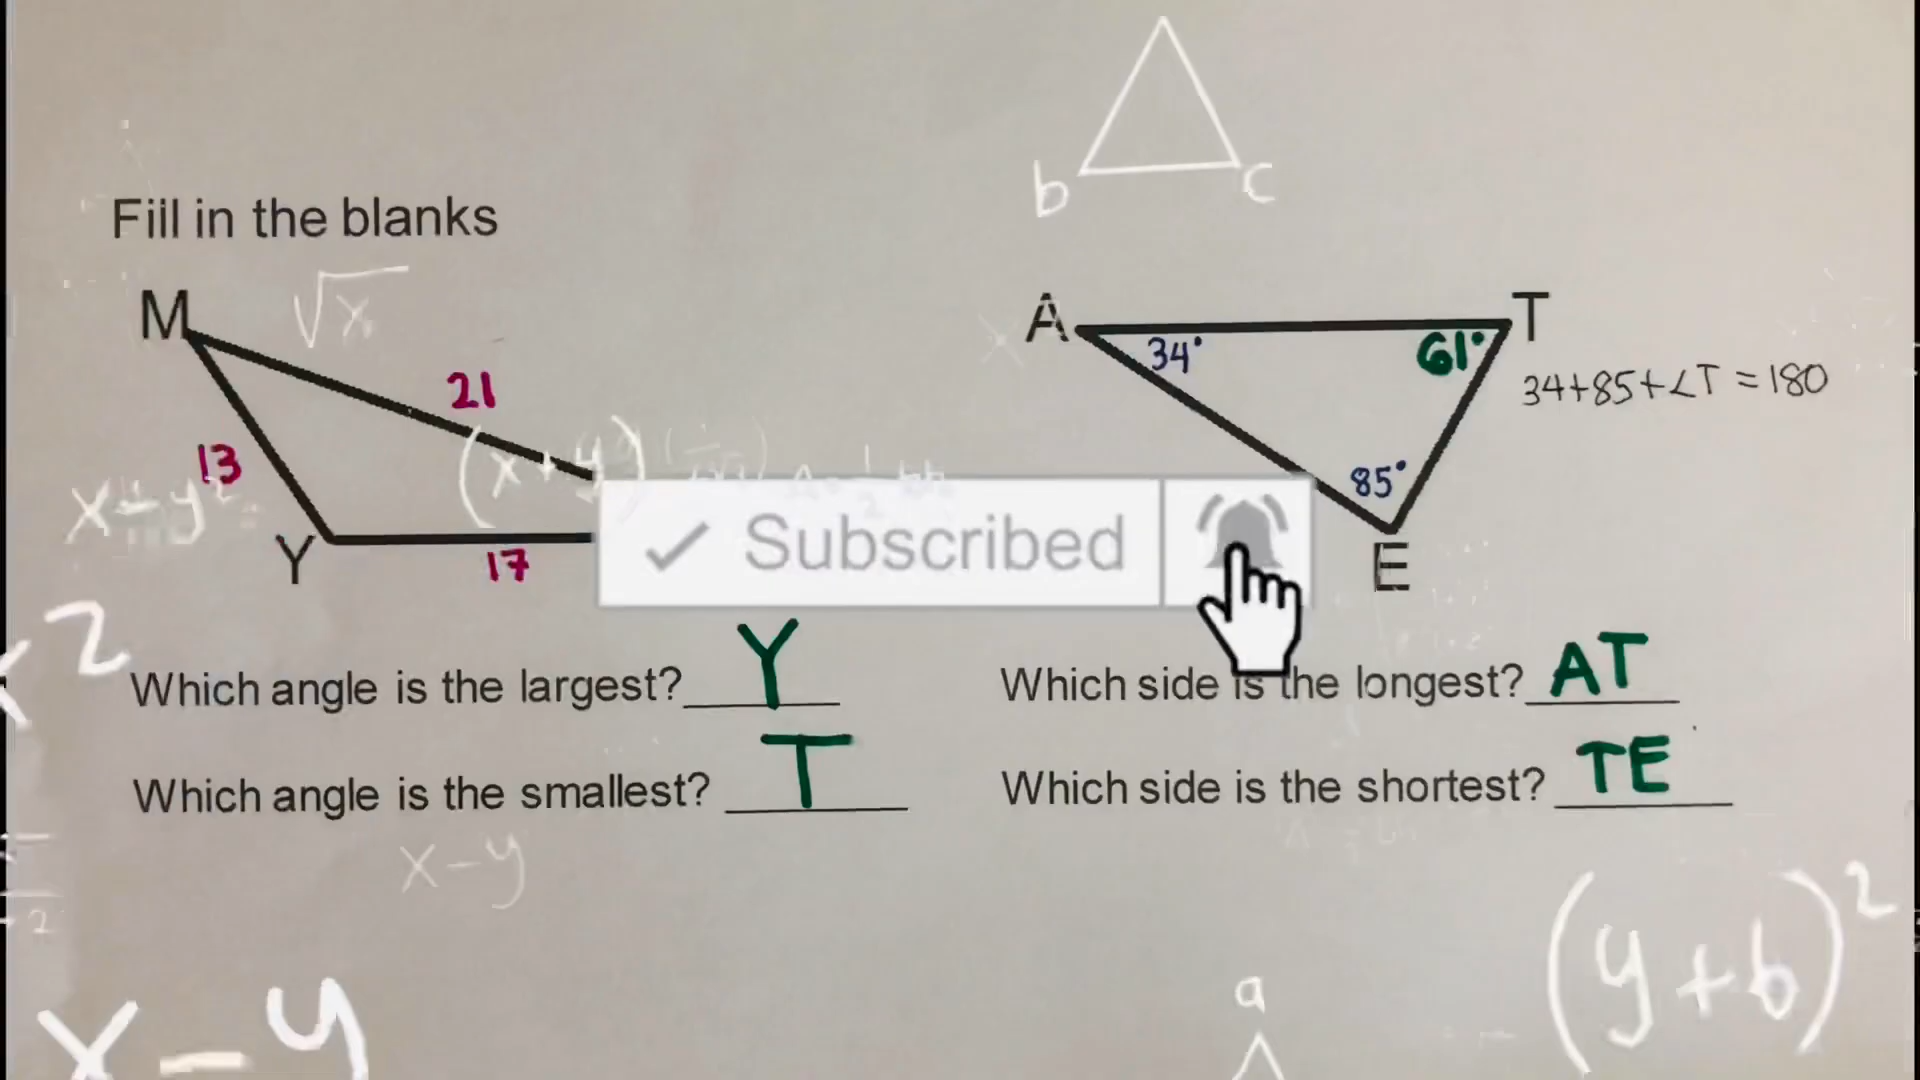 b
c
Fill in the blanks
√x
M
21
13
Y
17
(x+y)
x+y²
A
34°
61°
T
34+85+∠T = 180
85°
E
Subscribed
Which angle is the largest? Y
Which angle is the smallest? T
Which side is the longest? AT
Which side is the shortest? TE
x-y
(y+b)²
a
x-y